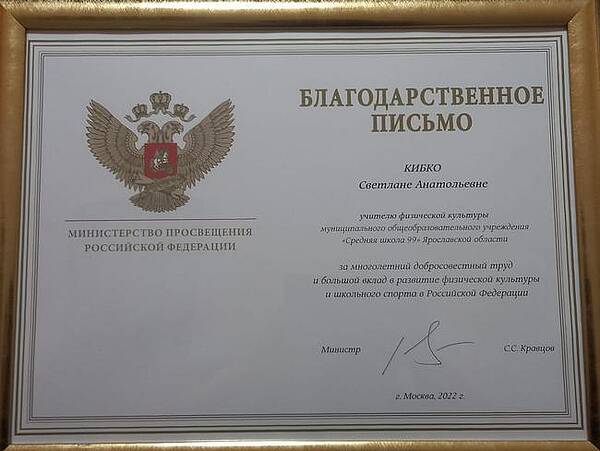 МИНИСТЕРСТВО ПРОСВЕЩЕНИЯ
РОССИЙСКОЙ ФЕДЕРАЦИИ
БЛАГОДАРСТВЕННОЕ
ПИСЬМО
КИБКО
Светлане Анатольевне
учителю физической культуры
муниципального общеобразовательного учреждения
«Средняя школа 99» Ярославской области
за многолетний добросовестный труд
и большой вклад в развитие физической культуры
и школьного спорта в Российской Федерации
Министр С.С. Кравцов
г. Москва, 2022 г.